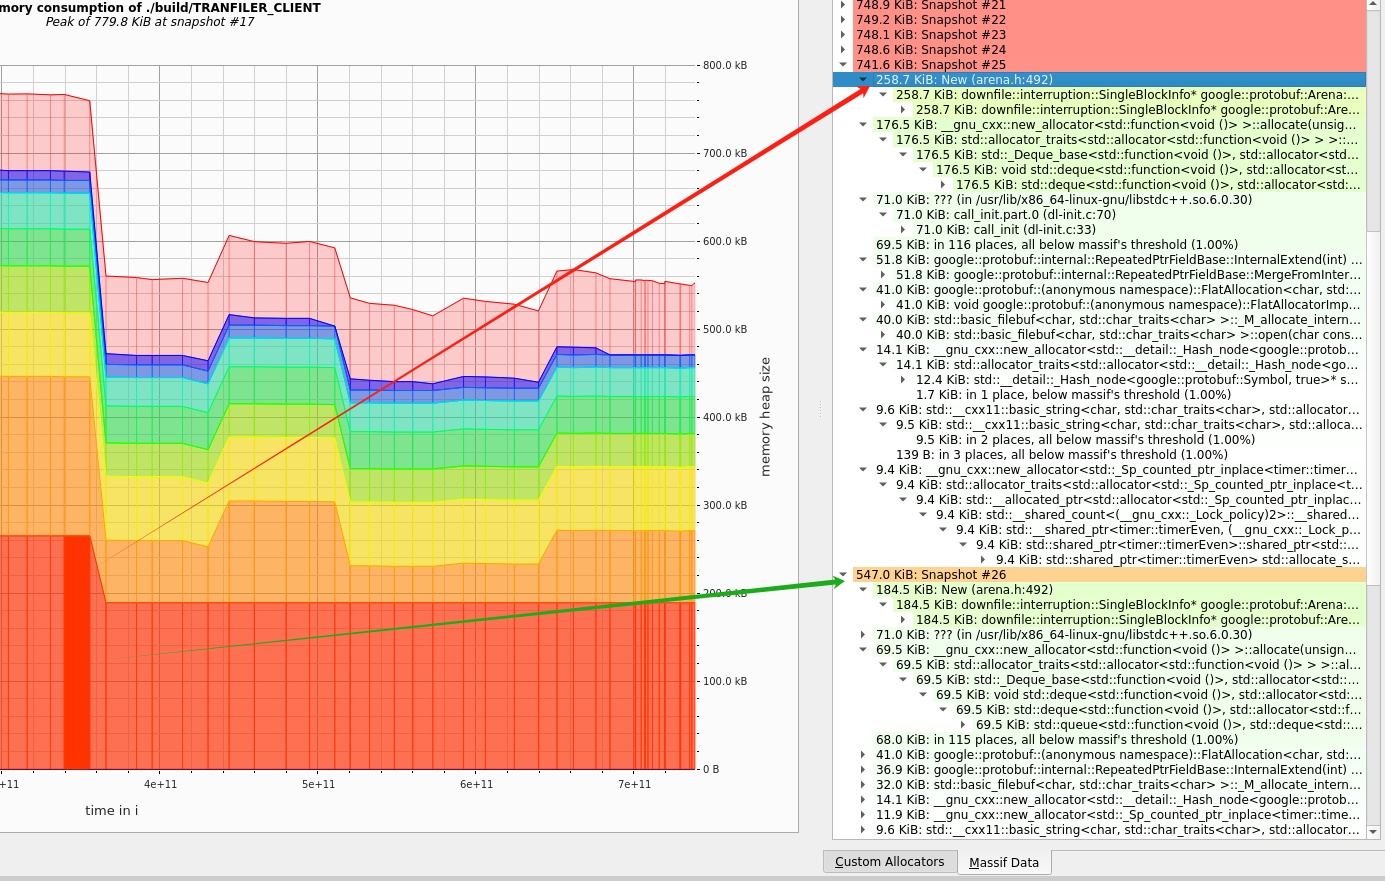 mory consumption of ./build/TRANFILER_CLIENT
Peak of 779.8 KiB at snapshot #17
800.0 kB
700.0 kB
600.0 kB
500.0 kB
400.0 kB
300.0 kB
200.0 kB
100.0 kB
0 B
memory heap size
+11
4e+11
5e+11
6e+11
7e+11
time in i
748.9 KiB: Snapshot #21
749.2 KiB: Snapshot #22
748.1 KiB: Snapshot #23
748.6 KiB: Snapshot #24
741.6 KiB: Snapshot #25
258.7 KiB: New (arena.h:492)
258.7 KiB: downfile::interruption::SingleBlockInfo* google::protobuf::Arena:...
258.7 KiB: downfile::interruption::SingleBlockInfo* google::protobuf::Are...
176.5 KiB: __gnu_cxx::new_allocator<std::function<void ()> >::allocate(unsig...
176.5 KiB: std::allocator_traits<std::allocator<std::function<void ()> > >::...
176.5 KiB: std::_Deque_base<std::function<void ()>, std::allocator<std:...
176.5 KiB: void std::deque<std::function<void ()>, std::allocator<st...
176.5 KiB: std::deque<std::function<void ()>, std::allocator<std:...
71.0 KiB: ??? (in /usr/lib/x86_64-linux-gnu/libstdc++.so.6.0.30)
71.0 KiB: call_init.part.0 (dl-init.c:70)
71.0 KiB: call_init (dl-init.c:33)
69.5 KiB: in 116 places, all below massif's threshold (1.00%)
51.8 KiB: google::protobuf::internal::RepeatedPtrFieldBase::InternalExtend(int) ...
51.8 KiB: google::protobuf::internal::RepeatedPtrFieldBase::MergeFromInter...
41.0 KiB: google::protobuf::(anonymous namespace)::FlatAllocation<char, std:...
41.0 KiB: void google::protobuf::(anonymous namespace)::FlatAllocatorImp...
40.0 KiB: std::basic_filebuf<char, std::char_traits<char> >::_M_allocate_intern...
40.0 KiB: std::basic_filebuf<char, std::char_traits<char> >::open(char cons...
14.1 KiB: __gnu_cxx::new_allocator<std::__detail::_Hash_node<google::protob...
14.1 KiB: std::allocator_traits<std::allocator<std::__detail::_Hash_node<go...
12.4 KiB: std::__detail::_Hash_node<google::protobuf::Symbol, true>* s...
1.7 KiB: in 1 place, below massif's threshold (1.00%)
9.6 KiB: std::__cxx11::basic_string<char, std::char_traits<char>, std::allocator...
9.5 KiB: std::__cxx11::basic_string<char, std::char_traits<char>, std::alloca...
9.5 KiB: in 2 places, all below massif's threshold (1.00%)
139 B: in 3 places, all below massif's threshold (1.00%)
9.4 KiB: __gnu_cxx::new_allocator<std::_Sp_counted_ptr_inplace<timer::timer...
9.4 KiB: std::allocator_traits<std::allocator<std::_Sp_counted_ptr_inplace<t...
9.4 KiB: std::__allocated_ptr<std::allocator<std::_Sp_counted_ptr_inplac...
9.4 KiB: std::__shared_count<(__gnu_cxx::_Lock_policy)2>::__shared...
9.4 KiB: std::__shared_ptr<timer::timerEven, (__gnu_cxx::_Lock_p...
9.4 KiB: std::shared_ptr<timer::timerEven>::shared_ptr<std::...
9.4 KiB: std::shared_ptr<timer::timerEven> std::allocate_s...
547.0 KiB: Snapshot #26
184.5 KiB: New (arena.h:492)
184.5 KiB: downfile::interruption::SingleBlockInfo* google::protobuf::Arena:...
184.5 KiB: downfile::interruption::SingleBlockInfo* google::protobuf::Are...
71.0 KiB: ??? (in /usr/lib/x86_64-linux-gnu/libstdc++.so.6.0.30)
69.5 KiB: __gnu_cxx::new_allocator<std::function<void ()> >::allocate(unsign...
69.5 KiB: std::allocator_traits<std::allocator<std::function<void ()> > >::al...
69.5 KiB: std::_Deque_base<std::function<void ()>, std::allocator<std::...
69.5 KiB: void std::deque<std::function<void ()>, std::allocator<std:...
69.5 KiB: std::deque<std::function<void ()>, std::allocator<std::f...
69.5 KiB: std::queue<std::function<void ()>, std::deque<std::...
68.0 KiB: in 115 places, all below massif's threshold (1.00%)
41.0 KiB: google::protobuf::(anonymous namespace)::FlatAllocation<char, std:...
36.9 KiB: google::protobuf::internal::RepeatedPtrFieldBase::InternalExtend(int) ...
32.0 KiB: std::basic_filebuf<char, std::char_traits<char> >::_M_allocate_intern...
14.1 KiB: __gnu_cxx::new_allocator<std::__detail::_Hash_node<google::protob...
11.9 KiB: __gnu_cxx::new_allocator<std::_Sp_counted_ptr_inplace<timer::time...
9.6 KiB: std::__cxx11::basic_string<char, std::char_traits<char>, std::allocator...
Custom Allocators
Massif Data